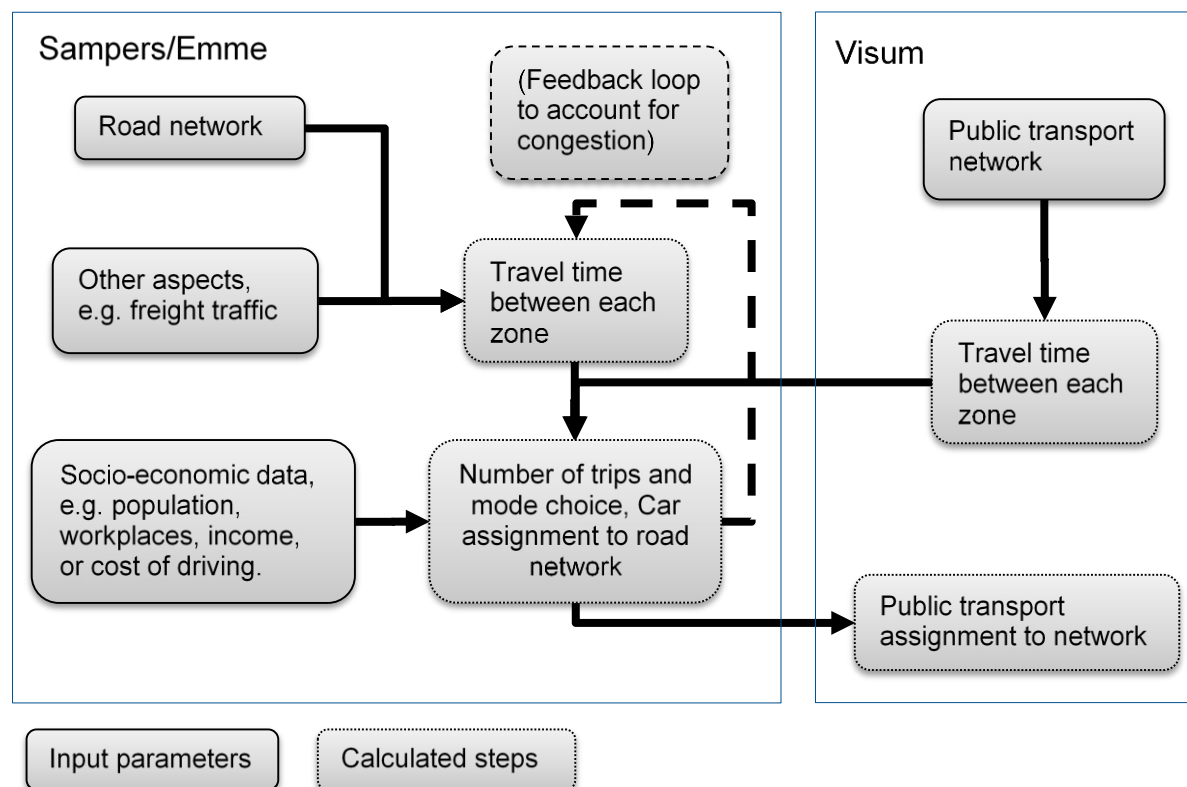 Sampers/Emme
(Feedback loop
to account for
congestion)
Road network
Other aspects,
e.g. freight traffic
Travel time
between each
zone
Socio-economic data,
e.g. population,
workplaces, income,
or cost of driving.
Number of trips and
mode choice, Car
assignment to road
network
Visum
Public transport
network
Travel time
between each
zone
Public transport
assignment to network
Input parameters
Calculated steps